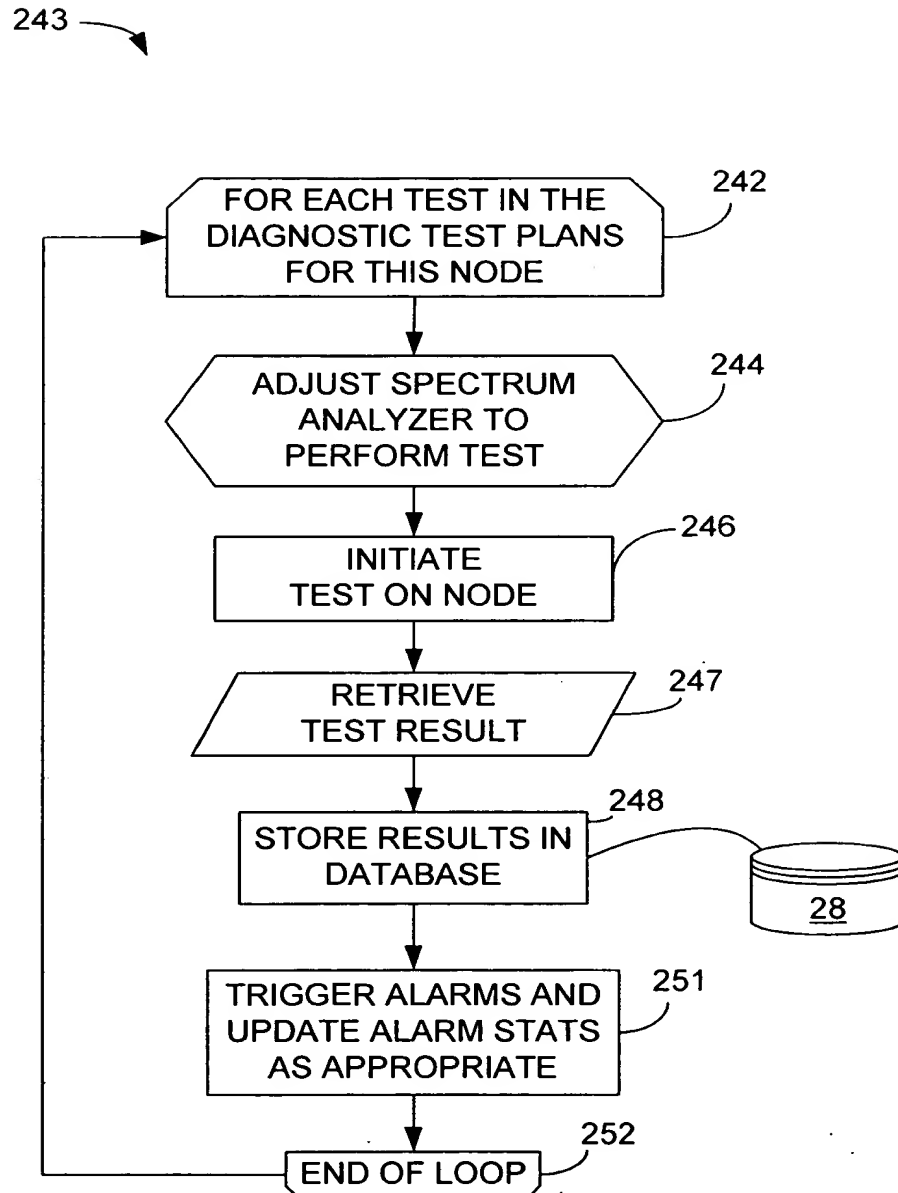 243
FOR EACH TEST IN THE
DIAGNOSTIC TEST PLANS
FOR THIS NODE
242
ADJUST SPECTRUM
ANALYZER TO
PERFORM TEST
244
INITIATE
TEST ON NODE
246
RETRIEVE
TEST RESULT
247
STORE RESULTS IN
DATABASE
248
28
TRIGGER ALARMS AND
UPDATE ALARM STATS
AS APPROPRIATE
251
END OF LOOP
252